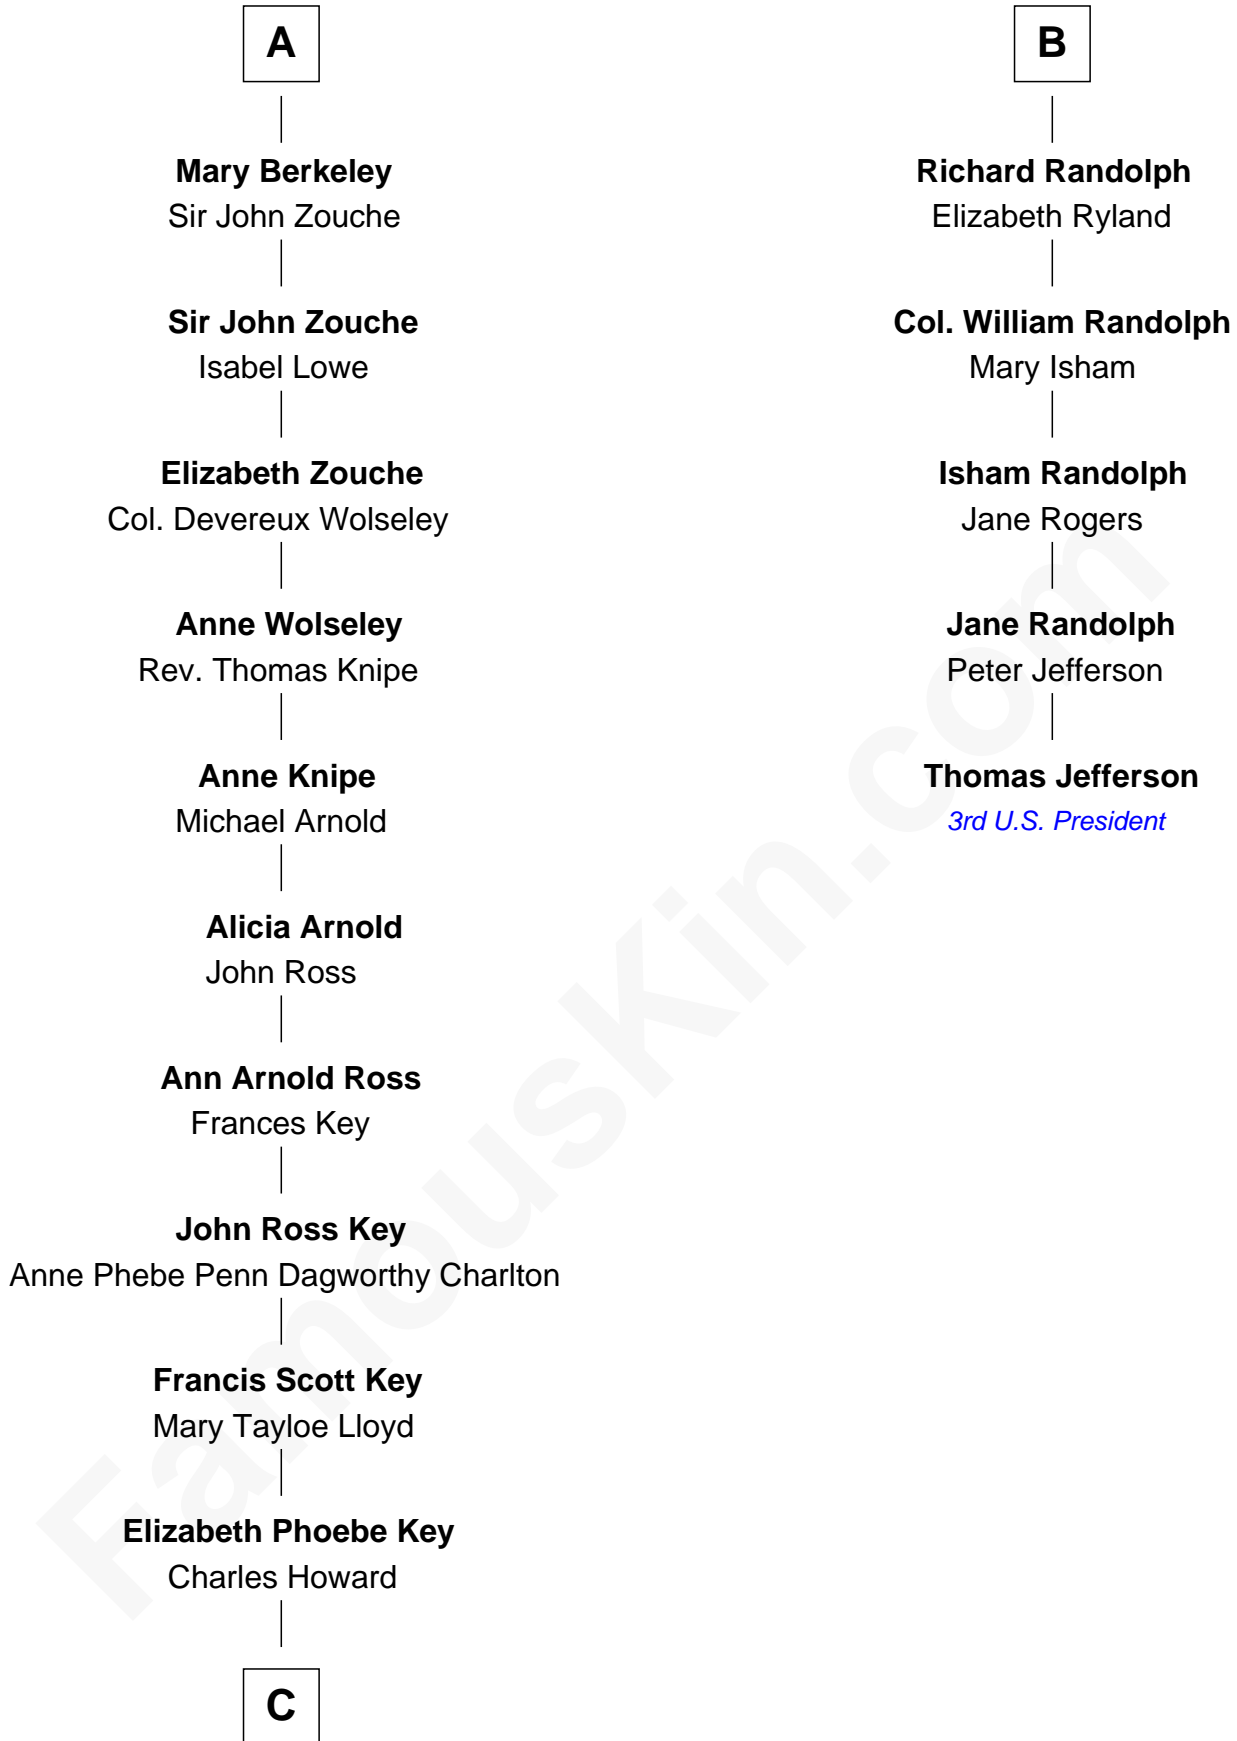 A
Mary Berkeley
Sir John Zouche
Sir John Zouche
Isabel Lowe
Elizabeth Zouche
Col. Devereux Wolseley
Anne Wolseley
Rev. Thomas Knipe
Anne Knipe
Michael Arnold
Alicia Arnold
John Ross
Ann Arnold Ross
Frances Key
John Ross Key
Anne Phebe Penn Dagworthy Charlton
Francis Scott Key
Mary Tayloe Lloyd
Elizabeth Phoebe Key
Charles Howard
C
B
Richard Randolph
Elizabeth Ryland
Col. William Randolph
Mary Isham
Isham Randolph
Jane Rogers
Jane Randolph
Peter Jefferson
Thomas Jefferson
3rd U.S. President
FamousKin.com